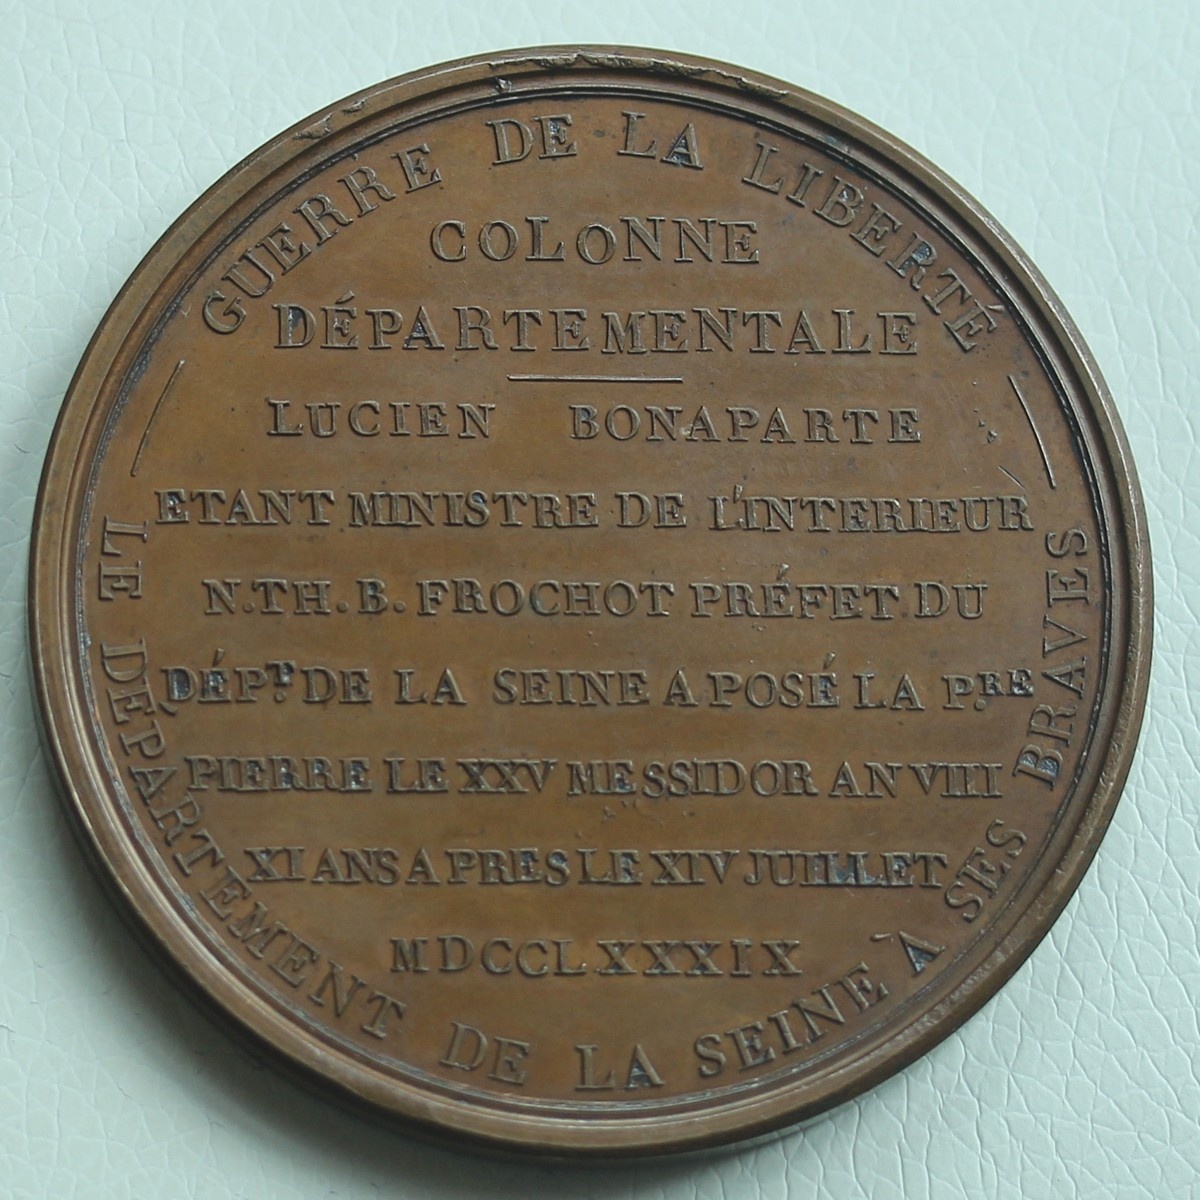 GUERRE DE LA LIBERTÉ
COLONNE
DÉPARTEMENTALE
LUCIEN BONAPARTE
ETANT MINISTRE DE L'INTERIEUR
N.TH.B. FROCHOT PRÉFET DU
DÉPT. DE LA SEINE A POSÉ LA P.RE
PIERRE LE XXV MESSIDOR AN VIII
XI ANS APRES LE XIV JUILLET
MDCCLXXXIX
LE DEPARTEMENT DE LA SEINE À SES BRAVES